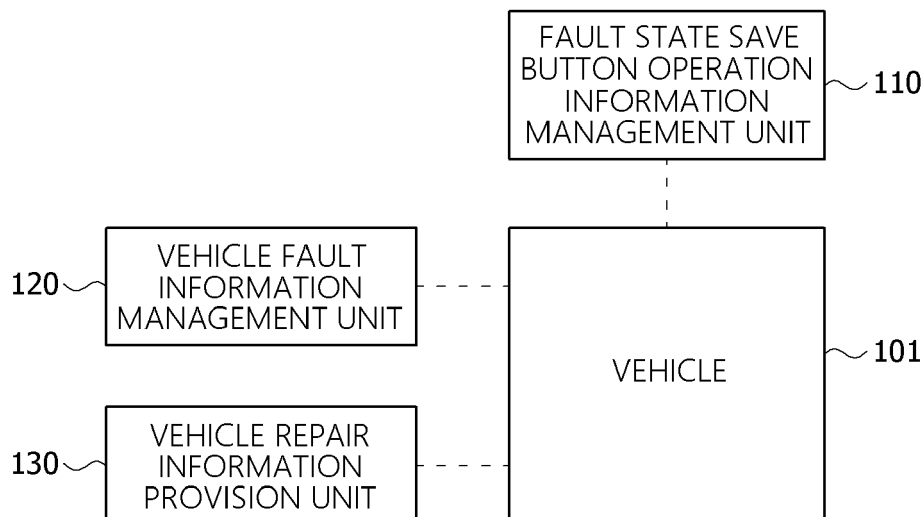 FAULT STATE SAVE
BUTTON OPERATION
INFORMATION
MANAGEMENT UNIT
110
VEHICLE FAULT
INFORMATION
MANAGEMENT UNIT
120
VEHICLE
101
VEHICLE REPAIR
INFORMATION
PROVISION UNIT
130